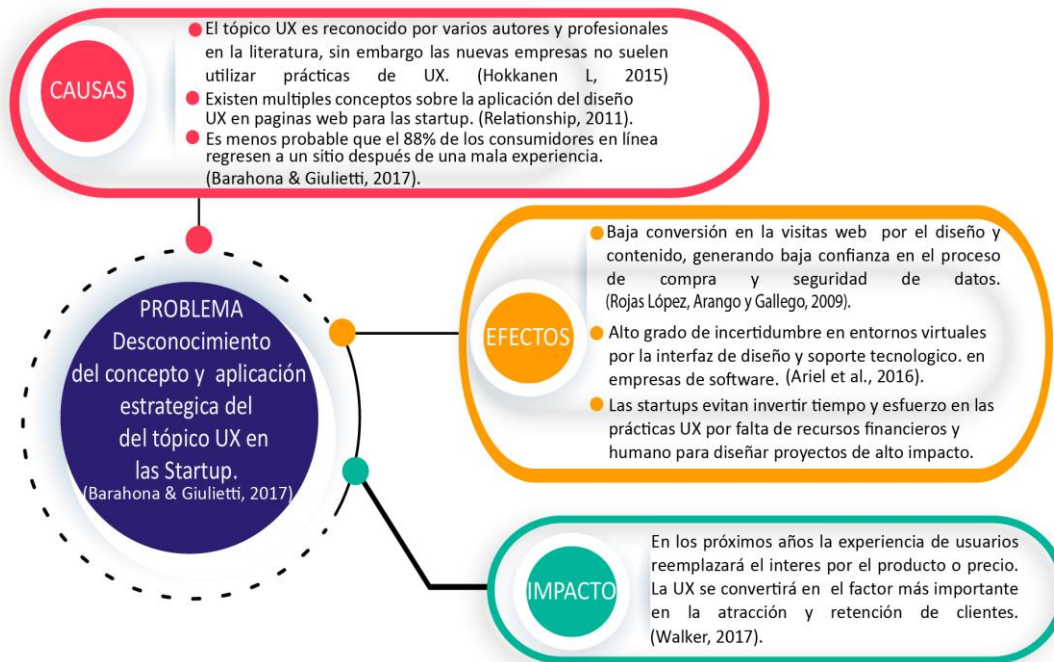 CAUSAS
El tópico UX es reconocido por varios autores y profesionales
en la literatura, sin embargo las nuevas empresas no suelen
utilizar prácticas de UX. (Hokkanen L, 2015)
Existen multiples conceptos sobre la aplicación del diseño
UX en paginas web para las startup. (Relationship, 2011).
Es menos probable que el 88% de los consumidores en línea
regresen a un sitio después de una mala experiencia.
(Barahona & Giulietti, 2017).
PROBLEMA
Desconocimiento
del concepto y aplicación
estrategica del
del tópico UX en
las Startup.
(Barahona & Giulietti, 2017)
EFECTOS
Baja conversión en la visitas web por el diseño y
contenido, generando baja confianza en el proceso
de compra y seguridad de datos.
(Rojas López, Arango y Gallego, 2009).
Alto grado de incertidumbre en entornos virtuales
por la interfaz de diseño y soporte tecnologico. en
empresas de software. (Ariel et al., 2016).
Las startups evitan invertir tiempo y esfuerzo en las
prácticas UX por falta de recursos financieros y
humano para diseñar proyectos de alto impacto.
IMPACTO
En los próximos años la experiencia de usuarios
reemplazará el interes por el producto o precio.
La UX se convertirá en el factor más importante
en la atracción y retención de clientes.
(Walker, 2017).